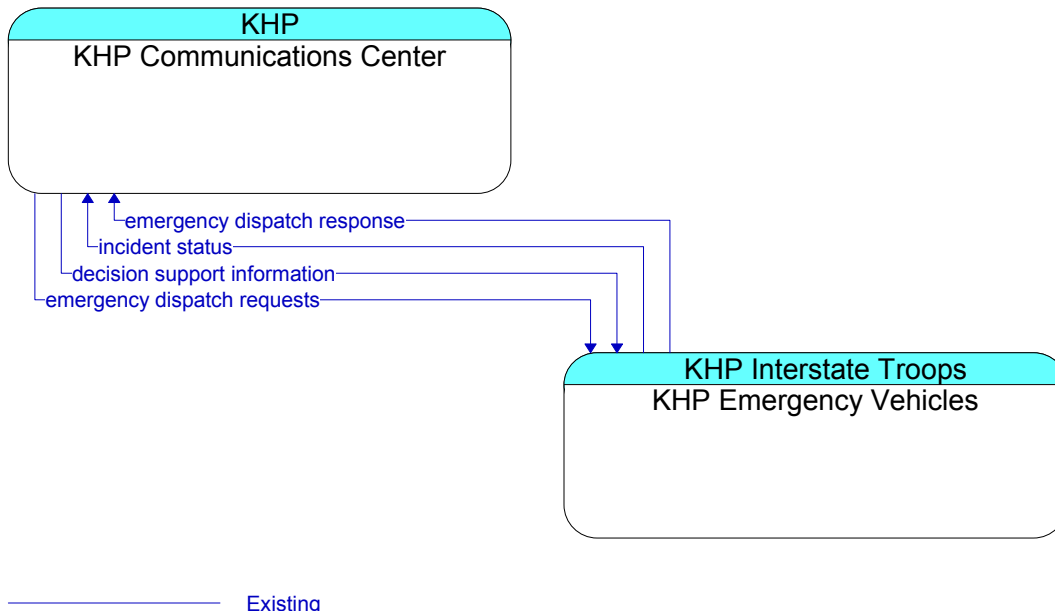 KHP
KHP Communications Center
emergency dispatch response
incident status
decision support information
emergency dispatch requests
KHP Interstate Troops
KHP Emergency Vehicles
Existing